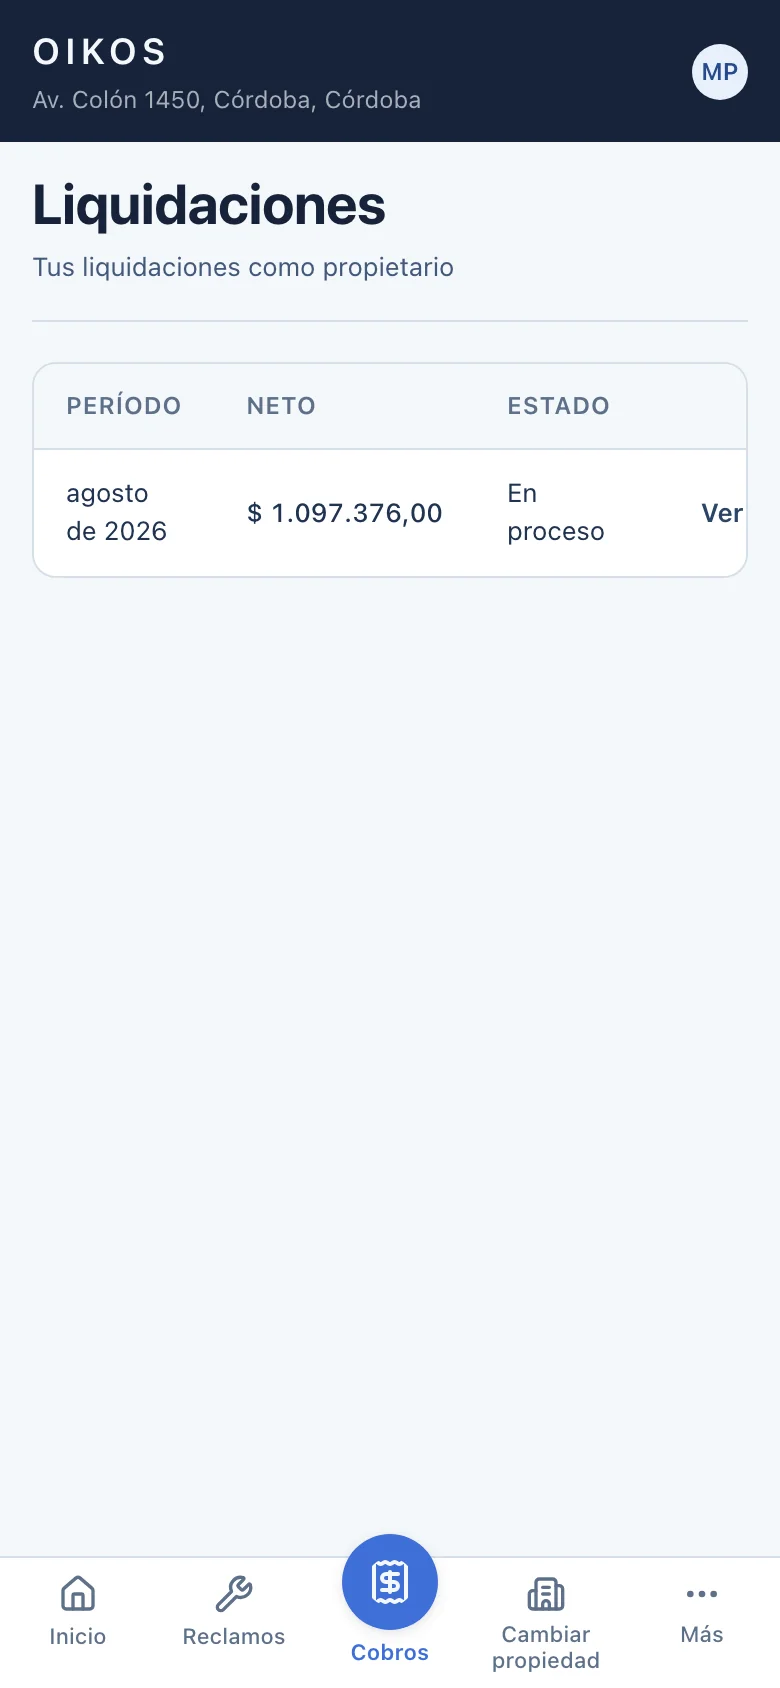 OIKOS
Av. Colón 1450, Córdoba, Córdoba
MP
Liquidaciones
Tus liquidaciones como propietario
PERÍODO NETO ESTADO
agosto de 2026 $ 1.097.376,00 En proceso Ver
Inicio
Reclamos
Cobros
Cambiar
propiedad
Más